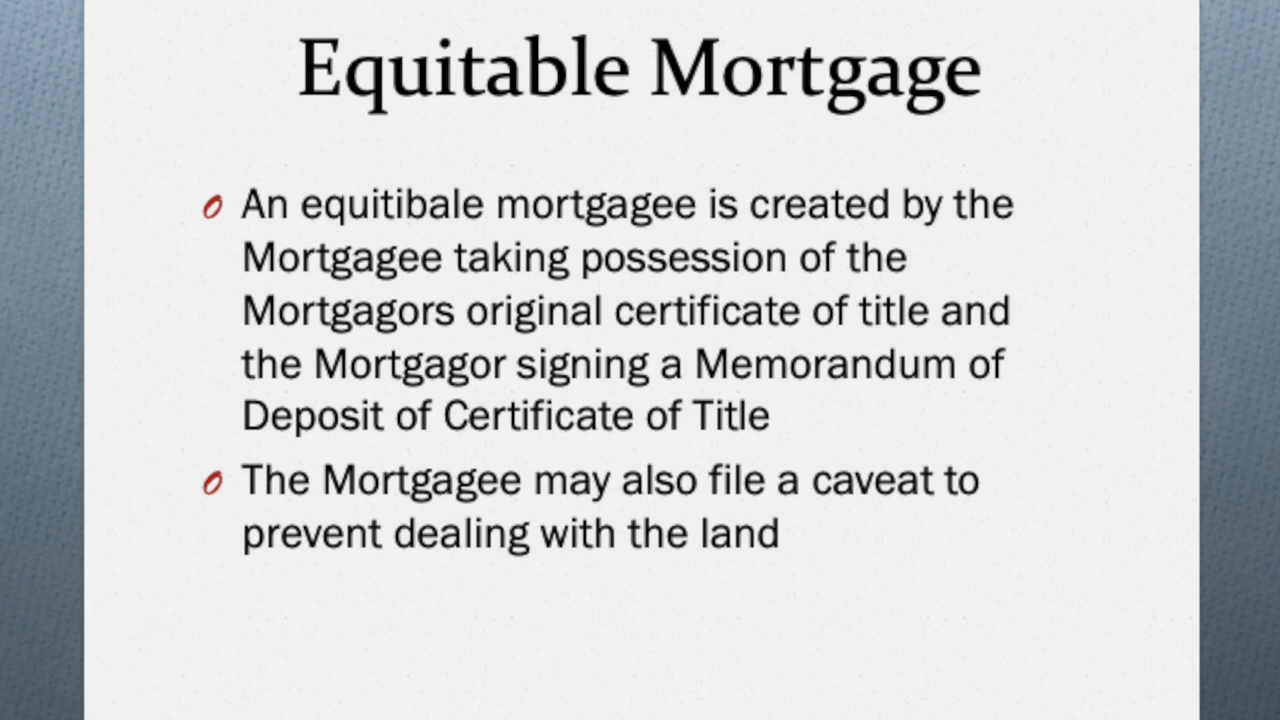 Equitable Mortgage
An equitibale mortgagee is created by the
Mortgagee taking possession of the
Mortgagors original certificate of title and
the Mortgagor signing a Memorandum of
Deposit of Certificate of Title
The Mortgagee may also file a caveat to
prevent dealing with the land